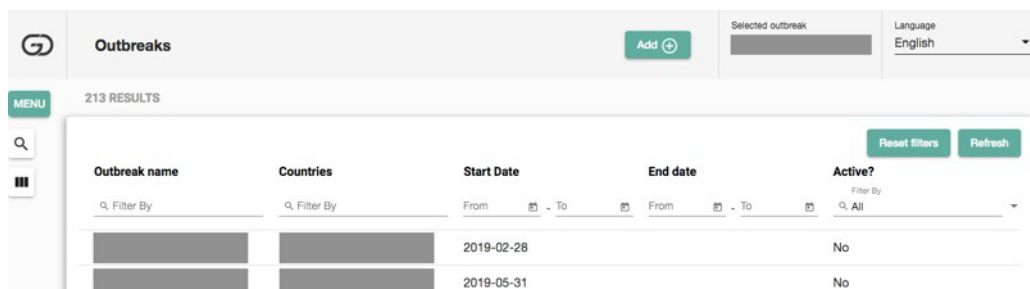 Selected outbreak
Language
Outbreaks
Add
English
MENU
213 RESULTS
Reset filters
Refresh
Outbreak name
Countries
Start Date
End date
Active?
Filter By
Filter By
Filter By
From - To
From - To
All
2019-02-28
No
2019-05-31
No